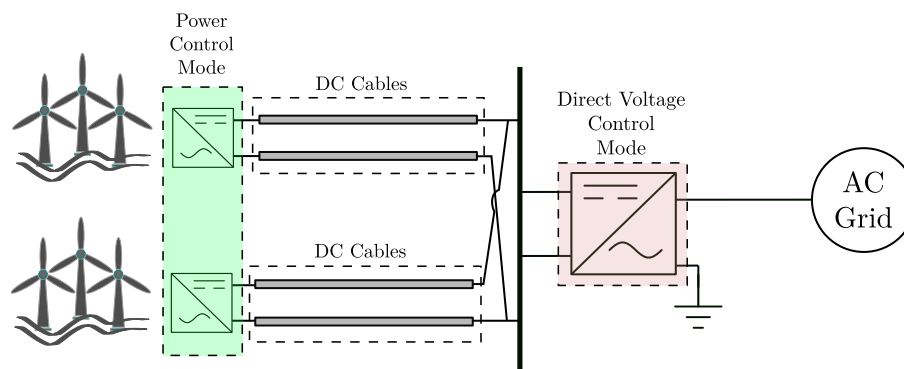 Power
Control
Mode
DC Cables
Direct Voltage
Control
Mode
AC
Grid
DC Cables